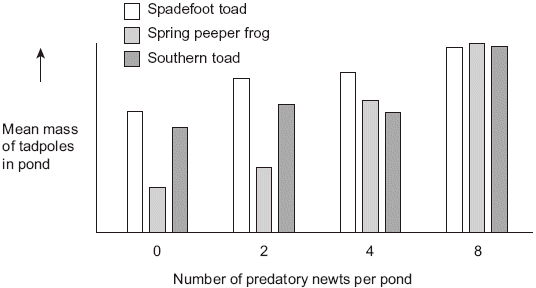 Spadefoot toad
Spring peeper frog
Southern toad
Mean mass
of tadpoles
in pond
0 2 4 8
Number of predatory newts per pond